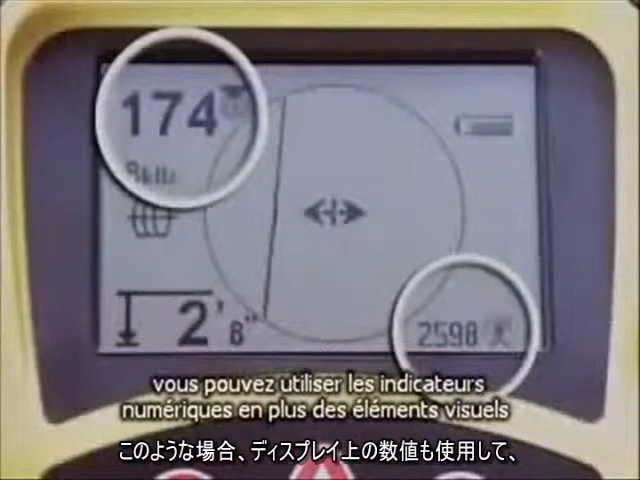 174
8kHz
2' 8"
2598
vous pouvez utiliser les indicateurs
numériques en plus des éléments visuels
このような場合、ディスプレイ上の数値も使用して、